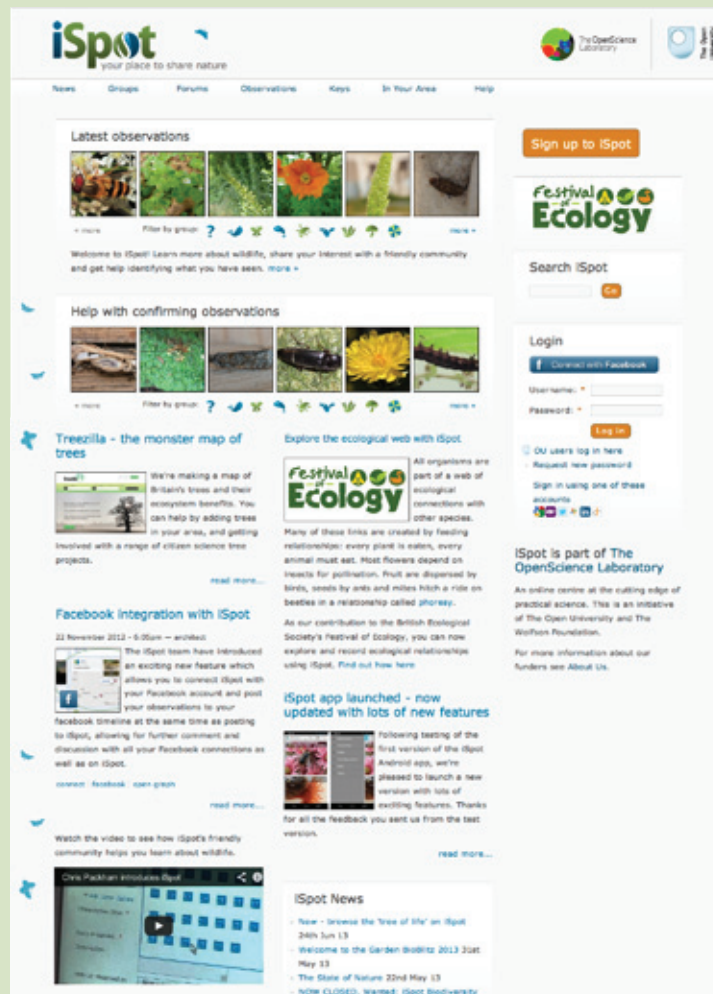 iSpot
your place to share nature
The OpenScience
Laboratory
The Open
News Groups Forums Observations Keys In Your Area Help
Latest observations
« more Filter by group: ? more »
Welcome to iSpot! Learn more about wildlife, share your interest with a friendly community
and get help identifying what you have seen. more »
Help with confirming observations
« more Filter by group: ? more »
Treezilla - the monster map of
trees
We're making a map of
Britain's trees and their
ecosystem benefits. You
can help by adding trees
in your area, and getting
involved with a range of citizen science tree
projects.
read more...
Facebook integration with iSpot
22 November 2012 - 6:05pm — architect
The iSpot team have introduced
an exciting new feature which
allows you to connect iSpot with
your Facebook account and post
your observations to your
facebook timeline at the same time as posting
to iSpot, allowing for further comment and
discussion with all your Facebook connections as
well as on iSpot.
connect facebook open graph
read more...
Watch the video to see how iSpot's friendly
community helps you learn about wildlife.
Chris Packham introduces iSpot
Explore the ecological web with iSpot
Festival
of
Ecology
All organisms are
part of a web of
ecological
connections with
other species.
Many of these links are created by feeding
relationships: every plant is eaten, every
animal must eat. Most flowers depend on
insects for pollination. Fruit are dispersed by
birds, seeds by ants and mites hitch a ride on
beetles in a relationship called phoresy.
As our contribution to the British Ecological
Society's Festival of Ecology, you can now
explore and record ecological relationships
using iSpot. Find out how here
iSpot app launched - now
updated with lots of new features
Following testing of the
first version of the iSpot
Android app, we're
pleased to launch a new
version with lots of
exciting features. Thanks
for all the feedback you sent us from the test
version.
read more...
iSpot News
Now - browse the 'tree of life' on iSpot
24th Jun 13
Welcome to the Garden BioBlitz 2013 31st
May 13
The State of Nature 22nd May 13
NOW CLOSED, Wanted: iSpot Biodiversity
Sign up to iSpot
Festival
of
Ecology
Search iSpot
Go
Login
f Connect with Facebook
Username: *
Password: *
Log in
OU users log in here
Request new password
Sign in using one of these
accounts
iSpot is part of The
OpenScience Laboratory
An online centre at the cutting edge of
practical science. This is an initiative
of The Open University and The
Wolfson Foundation.
For more information about our
funders see About Us.